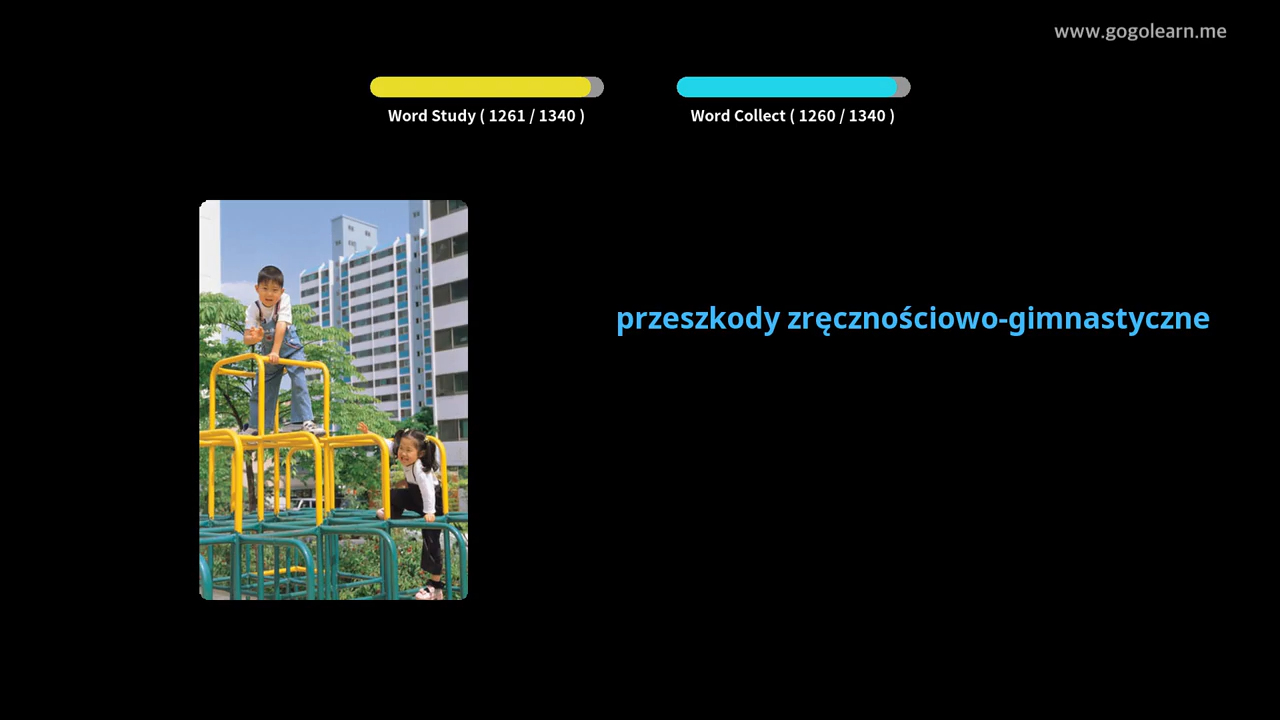 www.gogolearn.me
Word Study ( 1261 / 1340 )
Word Collect ( 1260 / 1340 )
przeszkody zręcznościowo-gimnastyczne